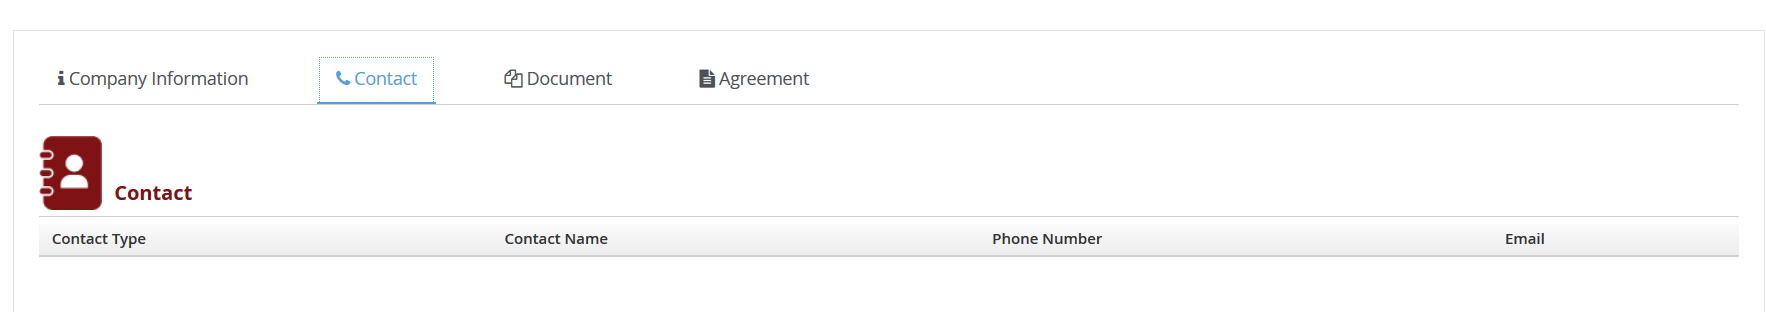 Company Information Contact Document Agreement
Contact
Contact Type Contact Name Phone Number Email